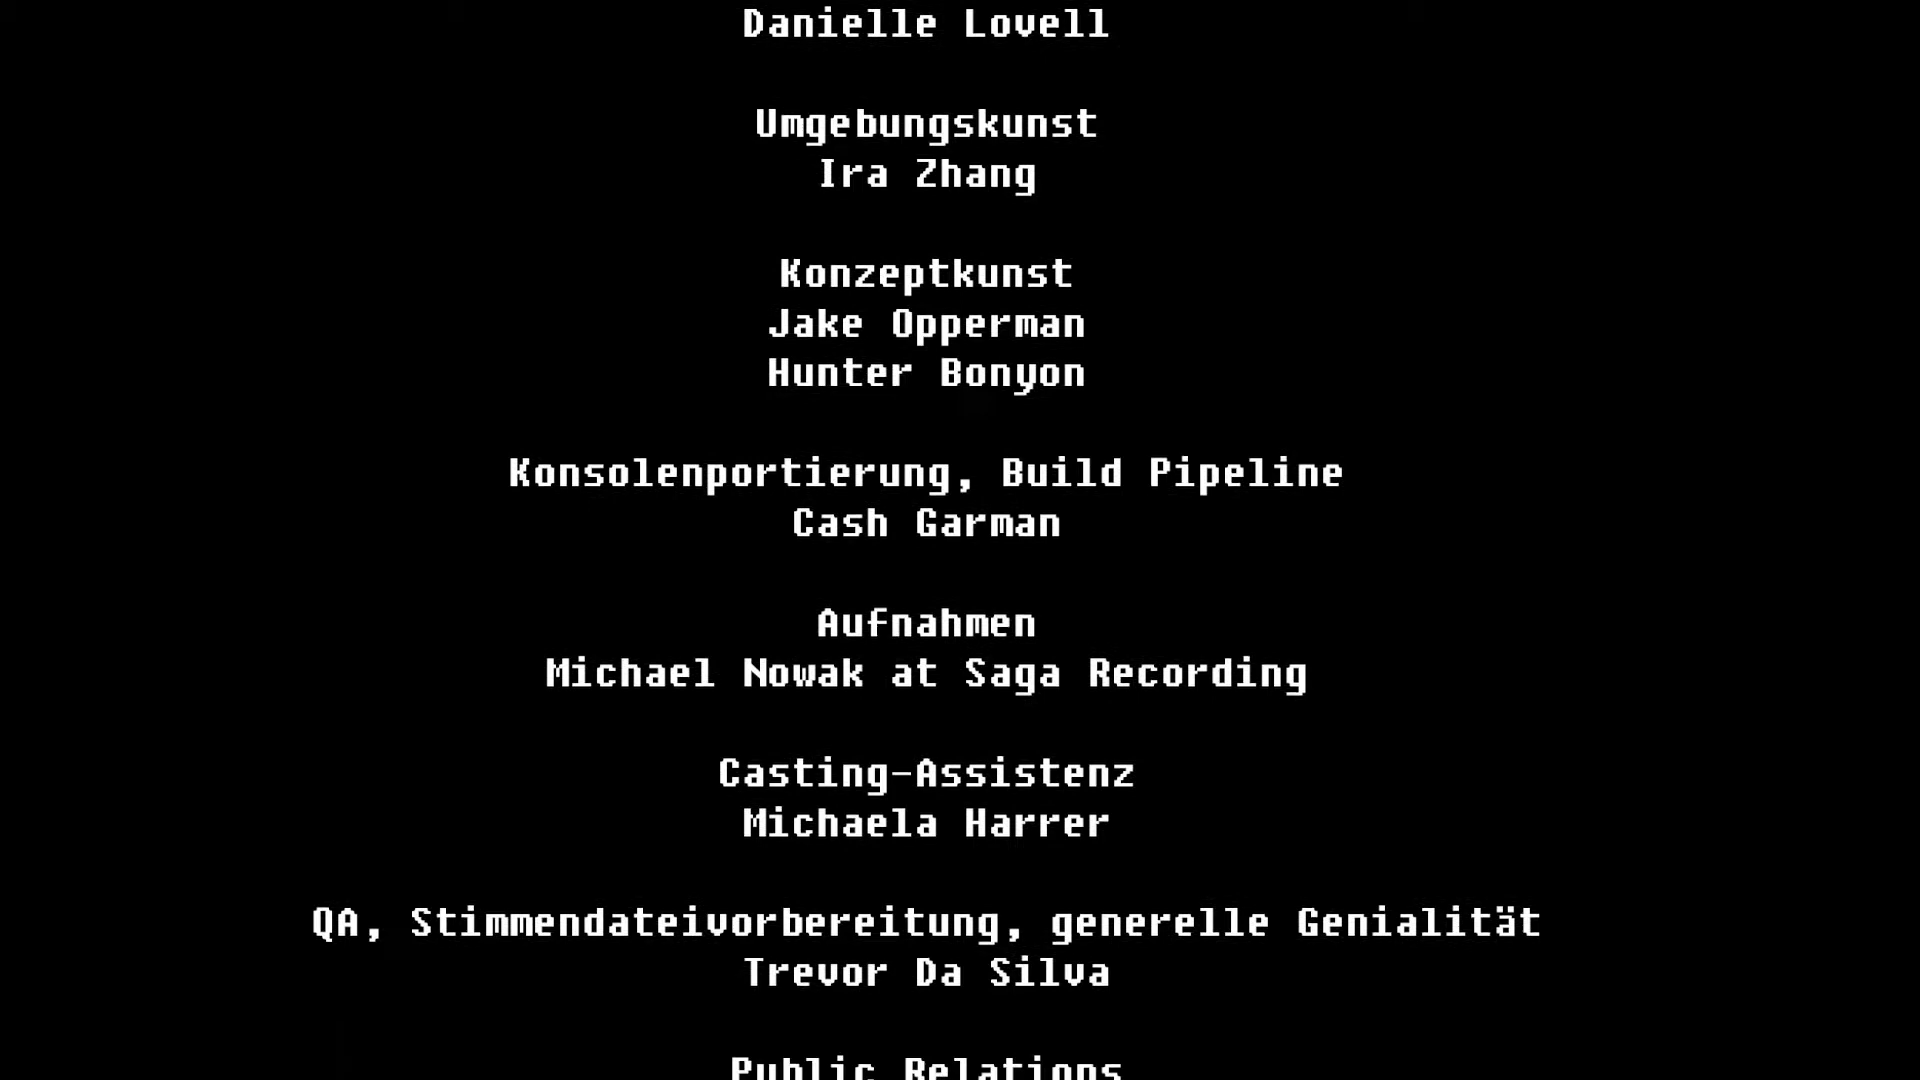 Danielle Lovell
Umgebungskunst
Ira Zhang
Konzeptkunst
Jake Opperman
Hunter Bonyon
Konsolenportierung, Build Pipeline
Cash Garman
Aufnahmen
Michael Nowak at Saga Recording
Casting-Assistenz
Michaela Harrer
QA, Stimmendateivorbereitung, generelle Genialität
Trevor Da Silva
Public Relations